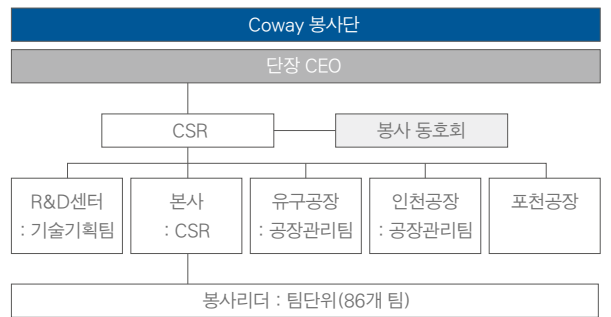 Coway 봉사단
단장 CEO
CSR
봉사 동호회
R&D센터
: 기술기획팀
본사
: CSR
유구공장
: 공장관리팀
인천공장
: 공장관리팀
포천공장
봉사리더 : 팀단위(86개 팀)